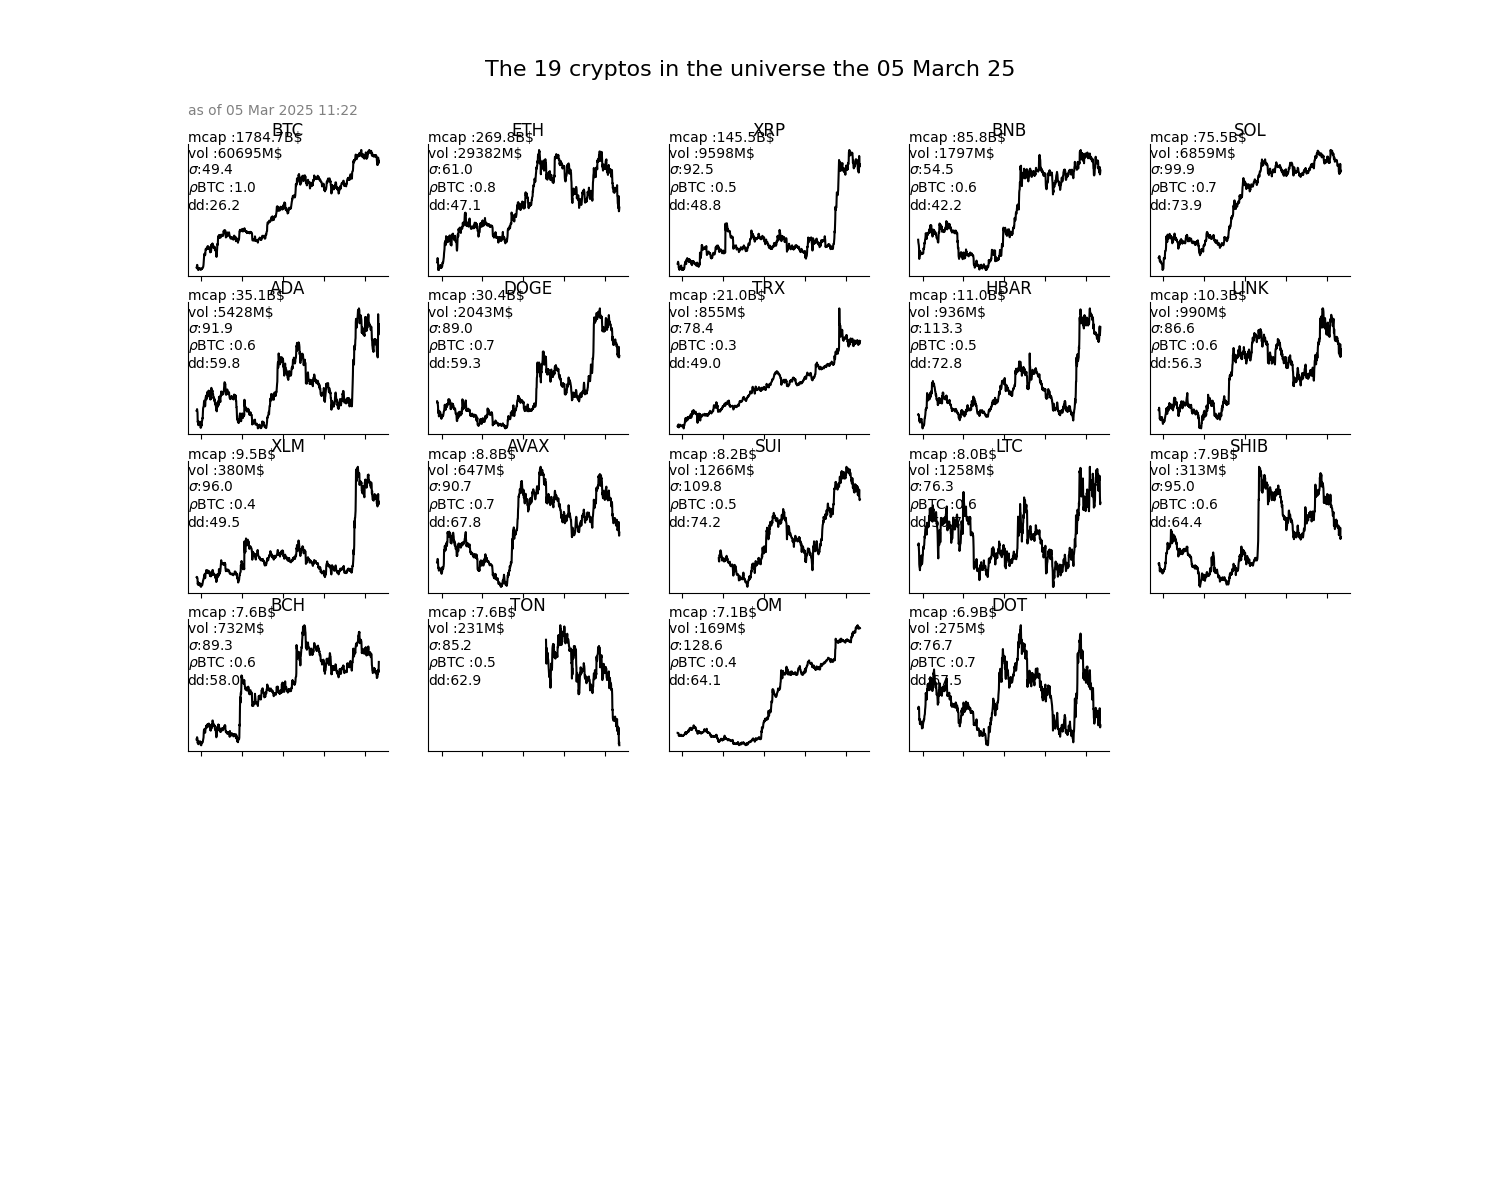 The 19 cryptos in the universe the 05 March 25
as of 05 Mar 2025 11:22
BTC
mcap :1784.7B$
vol :60695M$
σ:49.4
ρBTC :1.0
dd:26.2
ETH
mcap :269.8B$
vol :29382M$
σ:61.0
ρBTC :0.8
dd:47.1
XRP
mcap :145.5B$
vol :9598M$
σ:92.5
ρBTC :0.5
dd:48.8
BNB
mcap :85.8B$
vol :1797M$
σ:54.5
ρBTC :0.6
dd:42.2
SOL
mcap :75.5B$
vol :6859M$
σ:99.9
ρBTC :0.7
dd:73.9
ADA
mcap :35.1B$
vol :5428M$
σ:91.9
ρBTC :0.6
dd:59.8
DOGE
mcap :30.4B$
vol :2043M$
σ:89.0
ρBTC :0.7
dd:59.3
TRX
mcap :21.0B$
vol :855M$
σ:78.4
ρBTC :0.3
dd:49.0
HBAR
mcap :11.0B$
vol :936M$
σ:113.3
ρBTC :0.5
dd:72.8
LINK
mcap :10.3B$
vol :990M$
σ:86.6
ρBTC :0.6
dd:56.3
XLM
mcap :9.5B$
vol :380M$
σ:96.0
ρBTC :0.4
dd:49.5
AVAX
mcap :8.8B$
vol :647M$
σ:90.7
ρBTC :0.7
dd:67.8
SUI
mcap :8.2B$
vol :1266M$
σ:109.8
ρBTC :0.5
dd:74.2
LTC
mcap :8.0B$
vol :1258M$
σ:76.3
ρBTC :0.6
SHIB
mcap :7.9B$
vol :313M$
σ:95.0
ρBTC :0.6
dd:64.4
BCH
mcap :7.6B$
vol :732M$
σ:89.3
ρBTC :0.6
dd:58.0
TON
mcap :7.6B$
vol :231M$
σ:85.2
ρBTC :0.5
dd:62.9
OM
mcap :7.1B$
vol :169M$
σ:128.6
ρBTC :0.4
dd:64.1
DOT
mcap :6.9B$
vol :275M$
σ:76.7
ρBTC :0.7
dd:67.5